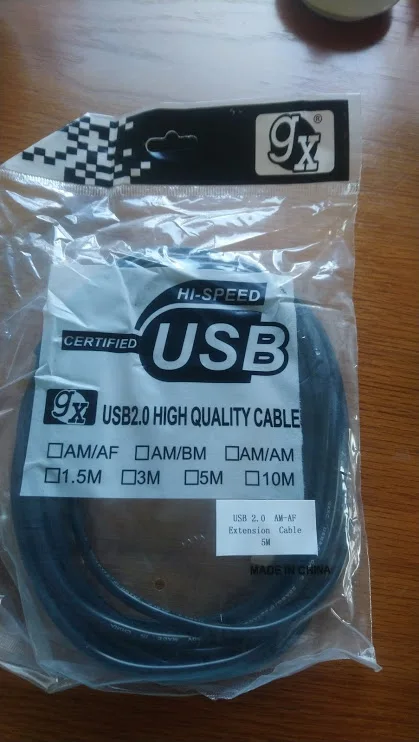 gx ®
HI-SPEED
CERTIFIED USB
gx USB2.0 HIGH QUALITY CABLE
☐AM/AF ☐AM/BM ☐AM/AM
☐1.5M ☐3M ☐5M ☐10M
USB 2.0 AM-AF
Extension Cable
5M
MADE IN CHINA